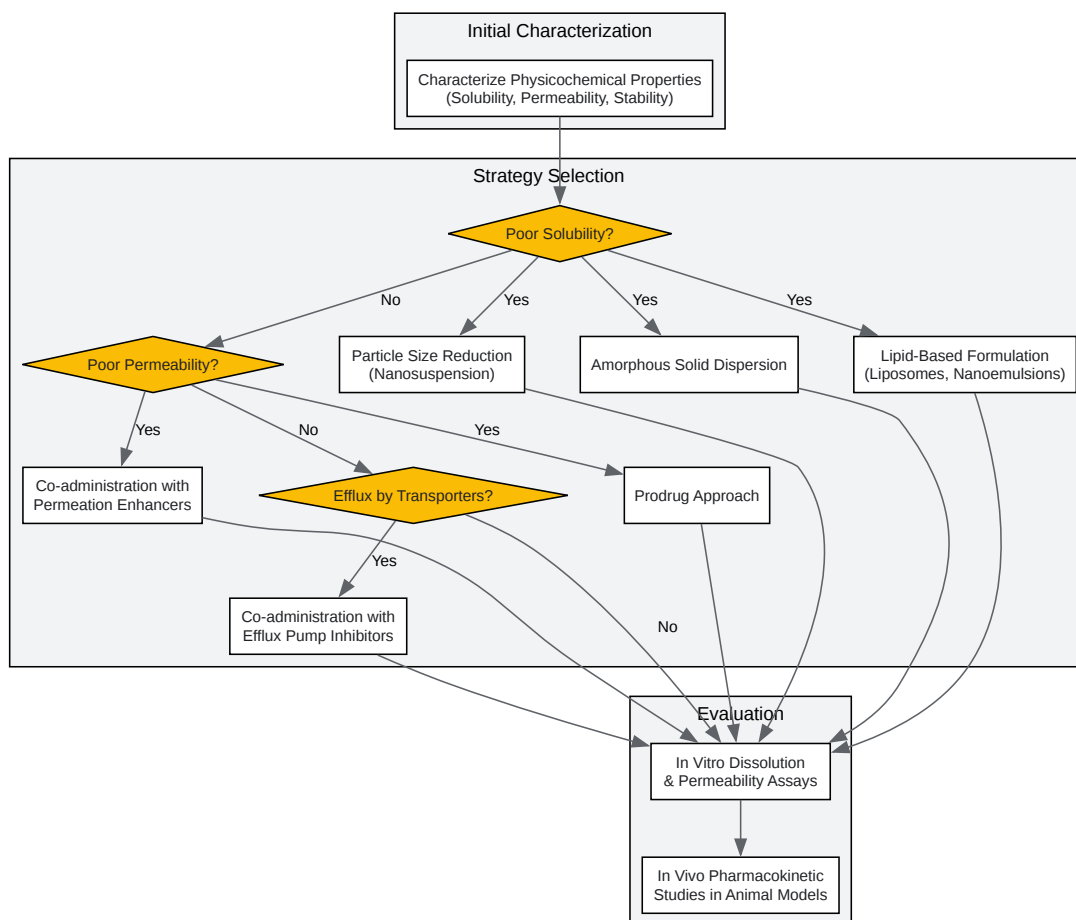 Initial Characterization
Characterize Physicochemical Properties
(Solubility, Permeability, Stability)
Strategy Selection
Poor Solubility?
No
Yes
Yes
Yes
Poor Permeability?
Particle Size Reduction
(Nanosuspension)
Amorphous Solid Dispersion
Lipid-Based Formulation
(Liposomes, Nanoemulsions)
Yes
No
Yes
Co-administration with
Permeation Enhancers
Efflux by Transporters?
Prodrug Approach
Yes
No
Co-administration with
Efflux Pump Inhibitors
Evaluation
In Vitro Dissolution
& Permeability Assays
In Vivo Pharmacokinetic
Studies in Animal Models